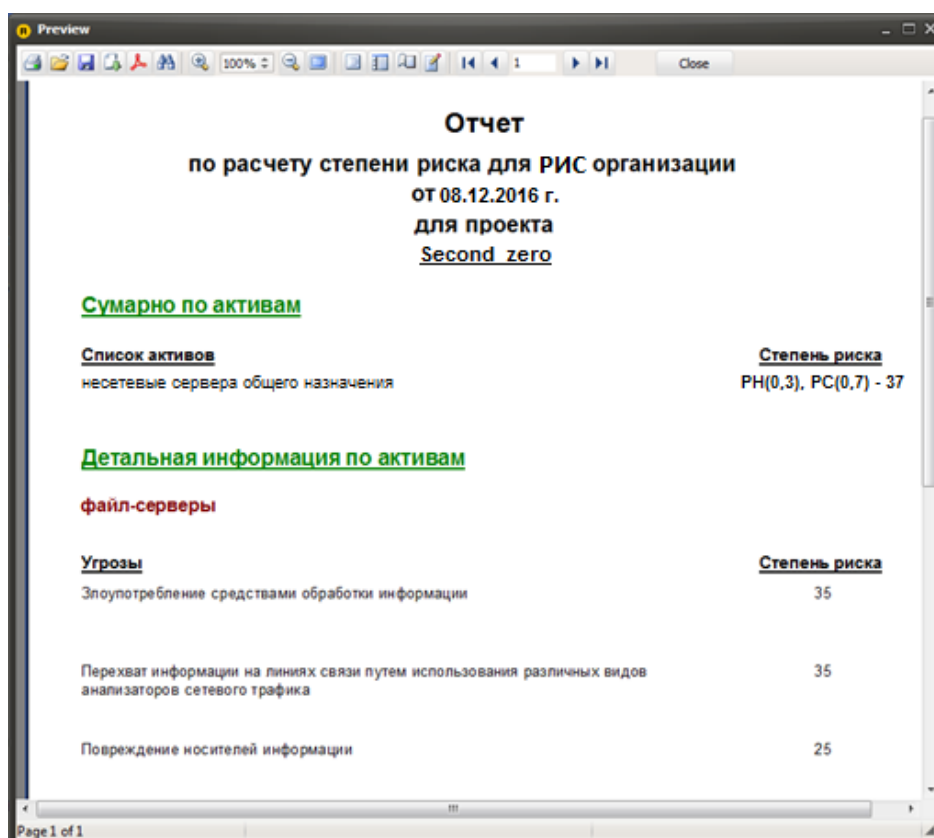 Preview
100%
1
Close
Отчет
по расчету степени риска для РИС организации
от 08.12.2016 г.
для проекта
Second_zero
Сумарно по активам
Список активов Степень риска
несетевые сервера общего назначения РН(0,3), РС(0,7) - 37
Детальная информация по активам
файл-серверы
Угрозы Степень риска
Злоупотребление средствами обработки информации 35
Перехват информации на линиях связи путем использования различных видов 35
анализаторов сетевого трафика
Повреждение носителей информации 25
Page 1 of 1